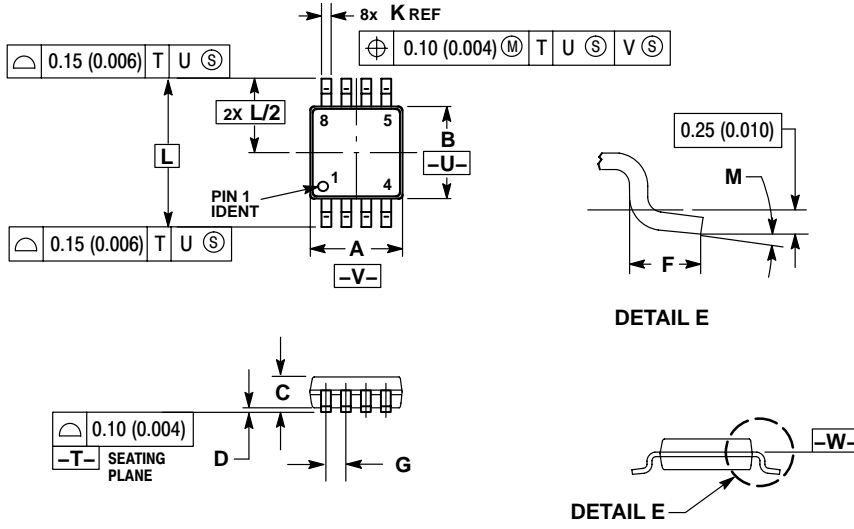 8x K REF
⌖ 0.10 (0.004) Ⓜ T U Ⓢ V Ⓢ
⌓ 0.15 (0.006) T U Ⓢ
2X L/2
8 5
B
–U–
0.25 (0.010)
L
M
1
4
PIN 1
IDENT
⌓ 0.15 (0.006) T U Ⓢ
A
–V–
F
DETAIL E
C
⌓ 0.10 (0.004)
–T– SEATING
PLANE
D
G
–W–
DETAIL E